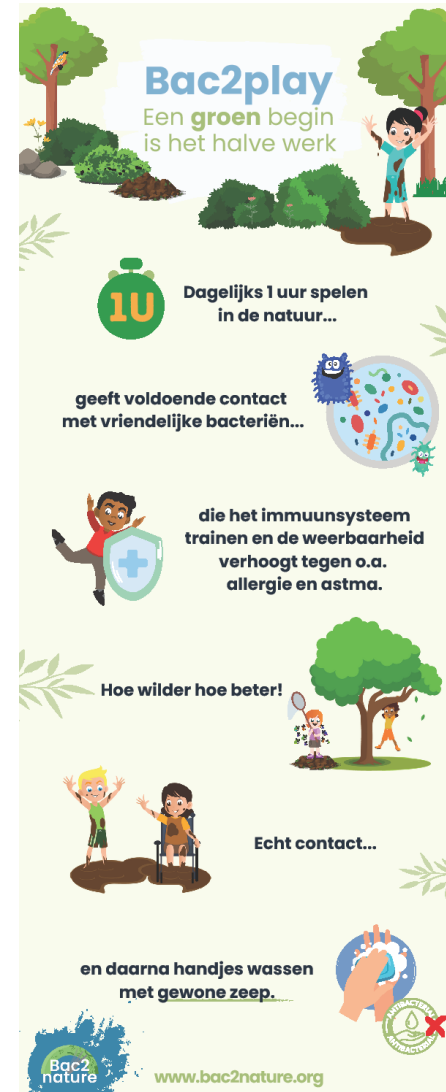 Bac2play
Een groen begin
is het halve werk
1U
Dagelijks 1 uur spelen
in de natuur...
geeft voldoende contact
met vriendelijke bacteriën...
die het immuunsysteem
trainen en de weerbaarheid
verhoogt tegen o.a.
allergie en astma.
Hoe wilder hoe beter!
Echt contact...
en daarna handjes wassen
met gewone zeep.
ANTIBACTERIAL
ANTIBACTERIAL
Bac2
nature
www.bac2nature.org